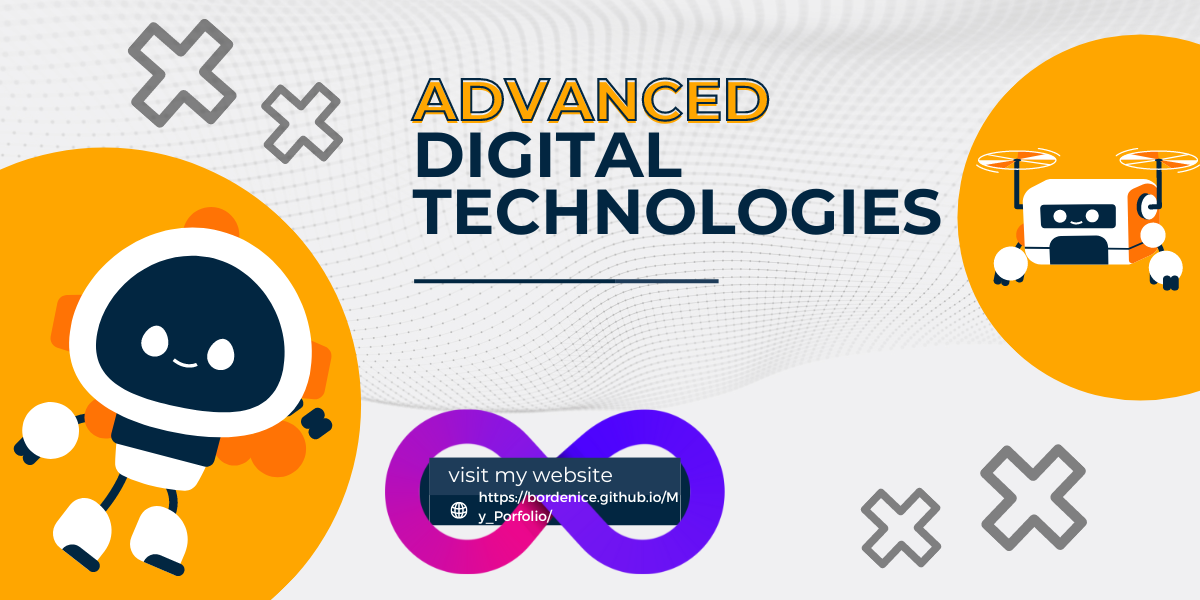 ADVANCED
DIGITAL
TECHNOLOGIES
visit my website
https://bordenice.github.io/M
y_Porfolio/